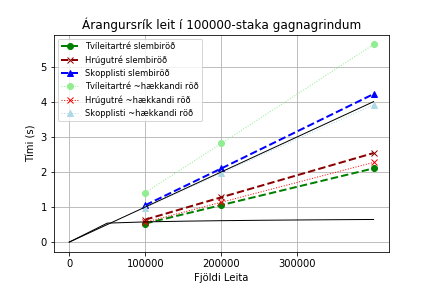 Árangursrík leit í 100000-staka gagnagrindum
Tvíleitartré slembiröð
Hrúgutré slembiröð
Skopplisti slembiröð
Tvíleitartré ~hækkandi röð
Hrúgutré ~hækkandi röð
Skopplisti ~hækkandi röð
Tími (s)
5
4
3
2
1
0
0
100000
200000
300000
Fjöldi Leita